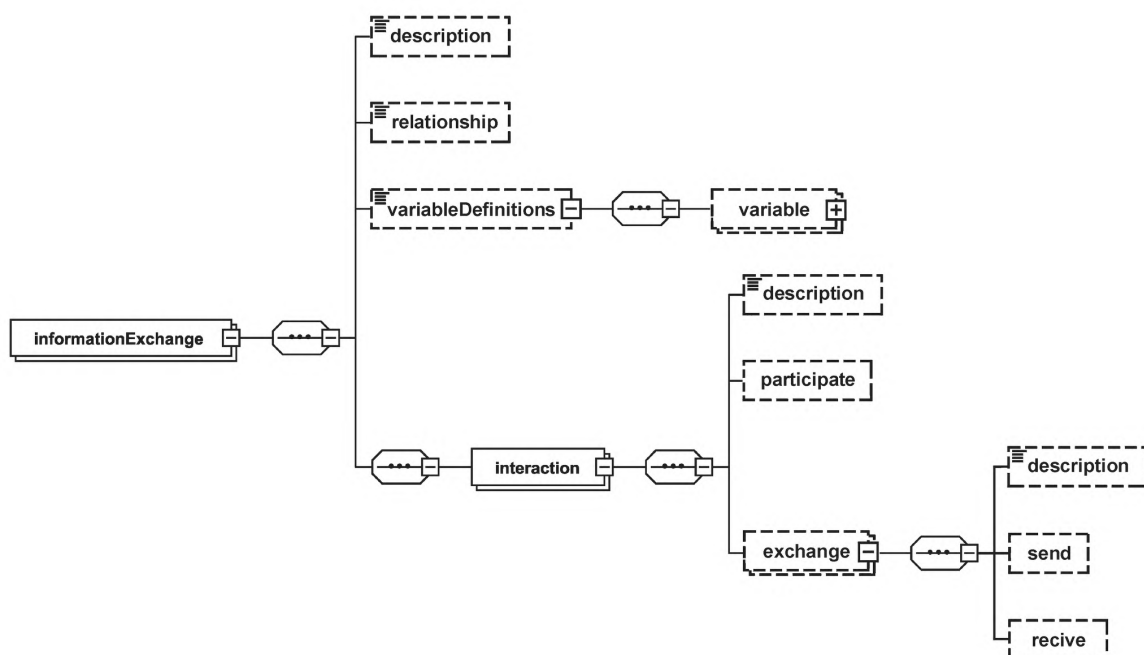 description
relationship
variableDefinitions
variable
description
informationExchange
participate
description
interaction
exchange
send
recive